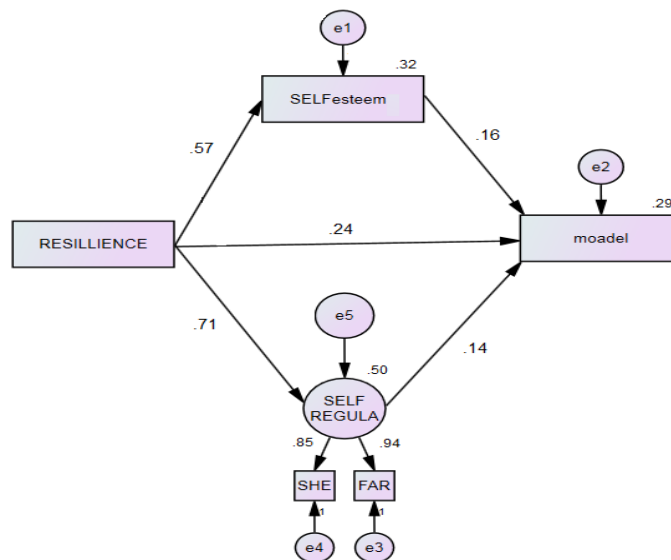 e1
.32
SELFesteem
.57
.16
e2
.29
RESILLIENCE
.24
moadel
e5
.71
.14
.50
SELF
REGULA
.85
.94
SHE
FAR
1
1
e4
e3